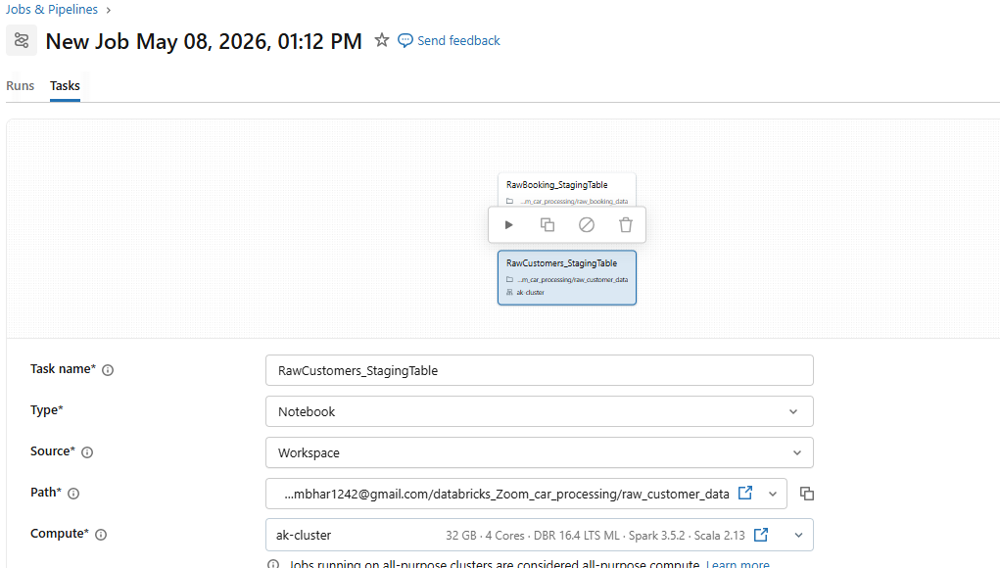 Jobs & Pipelines
New Job May 08, 2026, 01:12 PM Send feedback
Runs Tasks
RawBooking_StagingTable
...m_car_processing/raw_booking_data
RawCustomers_StagingTable
...m_car_processing/raw_customer_data
ak-cluster
Task name* RawCustomers_StagingTable
Type* Notebook
Source* Workspace
Path* ...mbhar1242@gmail.com/databricks_Zoom_car_processing/raw_customer_data
Compute* ak-cluster 32 GB · 4 Cores · DBR 16.4 LTS ML · Spark 3.5.2 · Scala 2.13
Jobs running on all-purpose clusters are considered all-purpose compute. Learn more